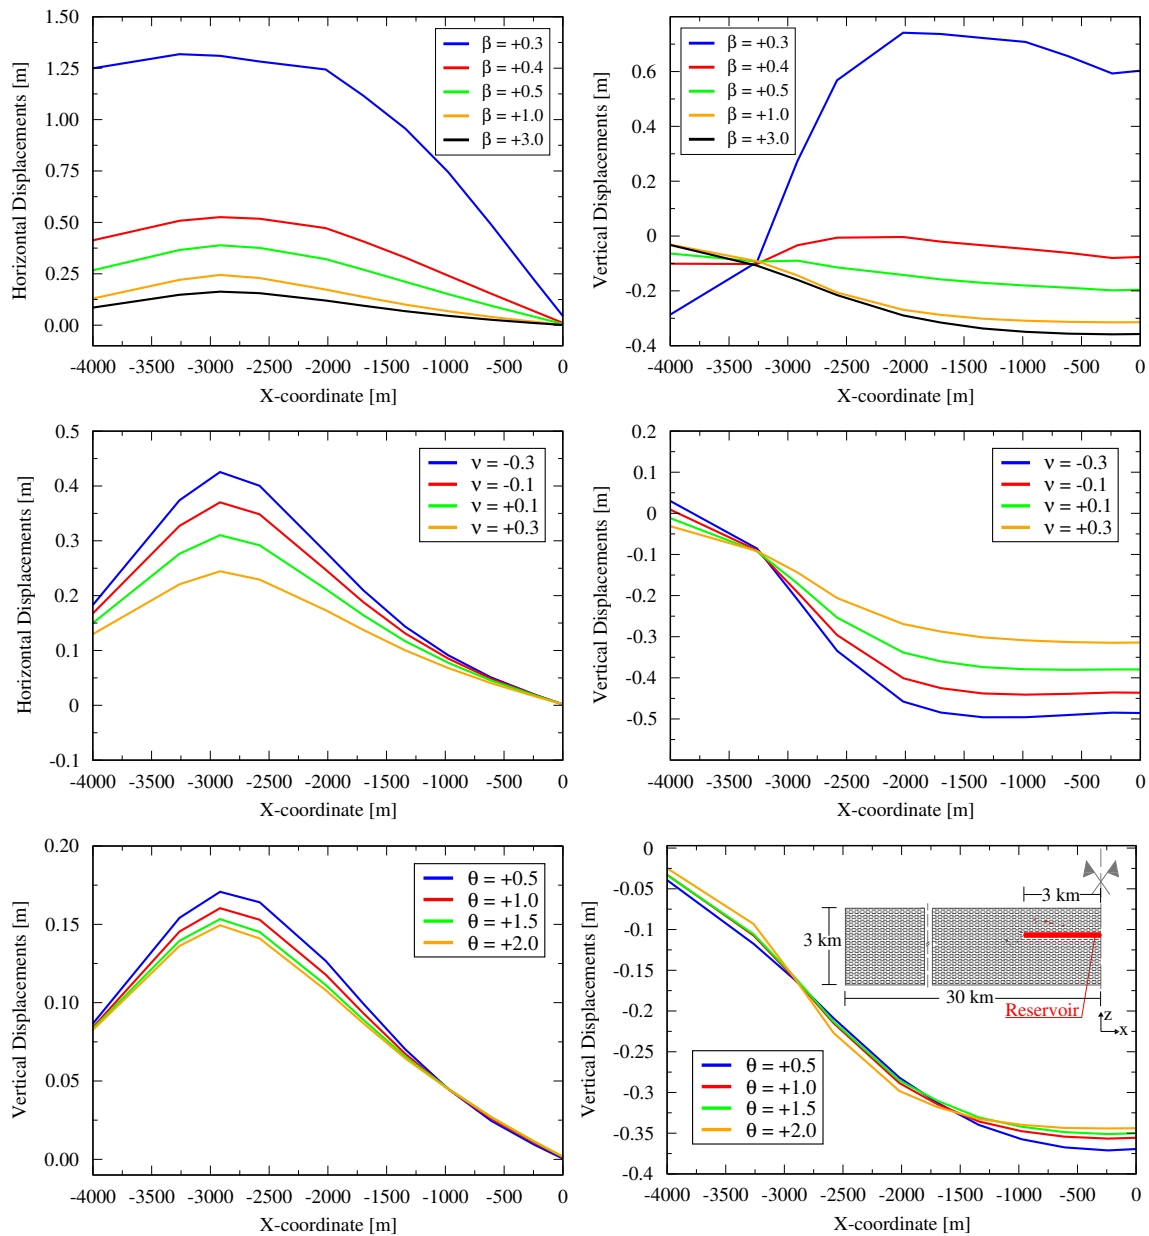 Horizontal Displacements [m]
1.50
1.25
1.00
0.75
0.50
0.25
0.00
β = +0.3
β = +0.4
β = +0.5
β = +1.0
β = +3.0
-4000 -3500 -3000 -2500 -2000 -1500 -1000 -500 0
X-coordinate [m]
Vertical Displacements [m]
0.6
0.4
0.2
0
-0.2
-0.4
β = +0.3
β = +0.4
β = +0.5
β = +1.0
β = +3.0
-4000 -3500 -3000 -2500 -2000 -1500 -1000 -500 0
X-coordinate [m]
Horizontal Displacements [m]
0.5
0.4
0.3
0.2
0.1
0
-0.1
ν = -0.3
ν = -0.1
ν = +0.1
ν = +0.3
-4000 -3500 -3000 -2500 -2000 -1500 -1000 -500 0
X-coordinate [m]
Vertical Displacements [m]
0.2
0.1
0
-0.1
-0.2
-0.3
-0.4
-0.5
ν = -0.3
ν = -0.1
ν = +0.1
ν = +0.3
-4000 -3500 -3000 -2500 -2000 -1500 -1000 -500 0
X-coordinate [m]
Vertical Displacements [m]
0.20
0.15
0.10
0.05
0.00
θ = +0.5
θ = +1.0
θ = +1.5
θ = +2.0
-4000 -3500 -3000 -2500 -2000 -1500 -1000 -500 0
X-coordinate [m]
Vertical Displacements [m]
0
-0.05
-0.1
-0.15
-0.2
-0.25
-0.3
-0.35
-0.4
3 km
3 km
30 km
Reservoir
z
x
θ = +0.5
θ = +1.0
θ = +1.5
θ = +2.0
-4000 -3500 -3000 -2500 -2000 -1500 -1000 -500 0
X-coordinate [m]